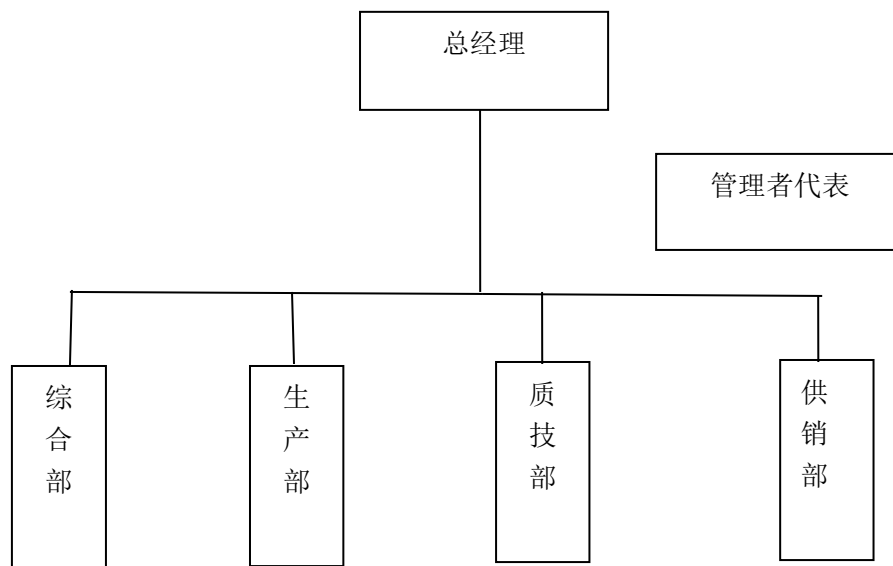 总经理
管理者代表
综合部
生产部
质技部
供销部